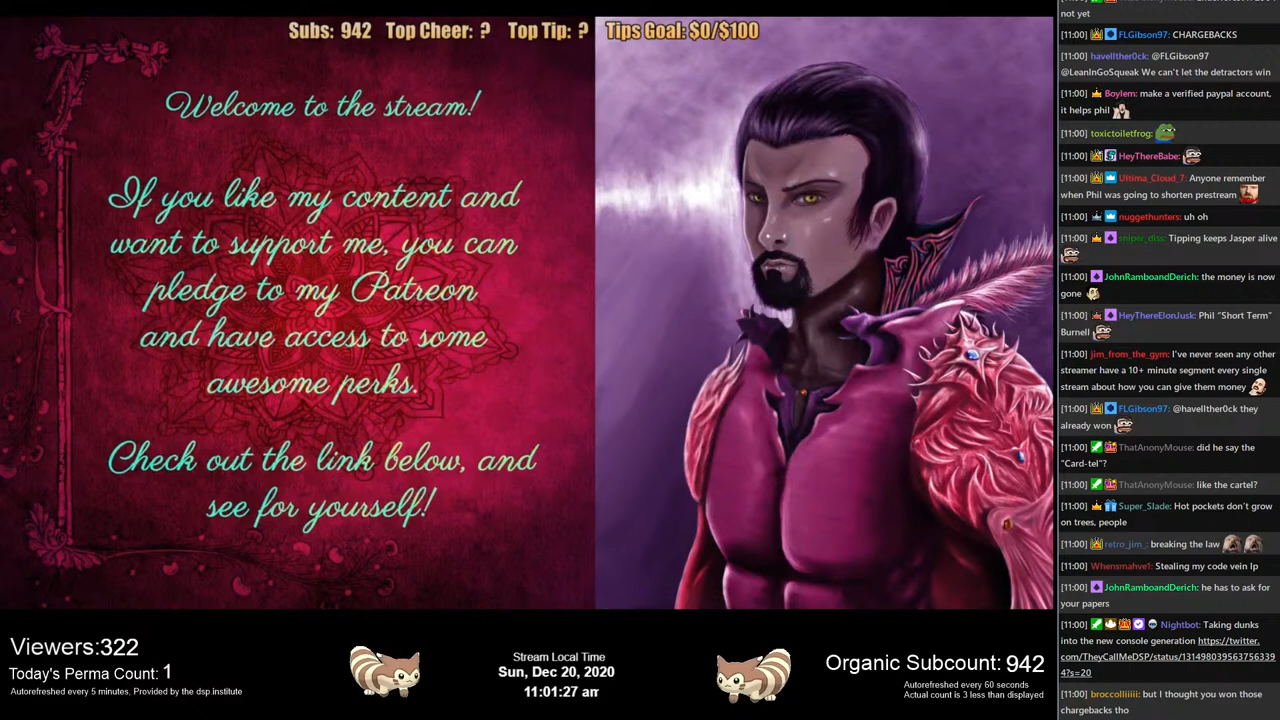 Subs: 942 Top Cheer: ? Top Tip: ? Tips Goal: $0/$100
Welcome to the stream!
If you like my content and
want to support me, you can
pledge to my Patreon
and have access to some
awesome perks.
Check out the link below, and
see for yourself!
Viewers:322
Today's Perma Count: 1
Autorefreshed every 5 minutes, Provided by the dsp institute
Stream Local Time
Sun, Dec 20, 2020
11:01:27 am
Organic Subcount: 942
Autorefreshed every 60 seconds
Actual count is 3 less than displayed
not yet
[11:00] FLGibson97: CHARGEBACKS
[11:00] havellther0ck: @FLGibson97
@LeanInGoSqueak We can't let the detractors win
[11:00] Boylem: make a verified paypal account,
it helps phil
[11:00] toxictoiletfrog:
[11:00] HeyThereBabe:
[11:00] Ultima_Cloud_7: Anyone remember
when Phil was going to shorten prestream
[11:00] nuggethunters: uh oh
[11:00] sniper_diss: Tipping keeps Jasper alive
[11:00] JohnRamboandDerich: the money is now
gone
[11:00] HeyThereElonJusk: Phil "Short Term"
Burnell
[11:00] jim_from_the_gym: I've never seen any other
streamer have a 10+ minute segment every single
stream about how you can give them money
[11:00] FLGibson97: @havellther0ck they
already won
[11:00] ThatAnonyMouse: did he say the
"Card-tel"?
[11:00] ThatAnonyMouse: like the cartel?
[11:00] Super_Slade: Hot pockets don't grow
on trees, people
[11:00] retro_jim_: breaking the law
[11:00] Whensmahve1: Stealing my code vein lp
[11:00] JohnRamboandDerich: he has to ask for
your papers
[11:00] Nightbot: Taking dunks
into the new console generation https://twitter.
com/TheyCallMeDSP/status/131498039563756339
4?s=20
[11:00] broccolliiiii: but I thought you won those
chargebacks tho